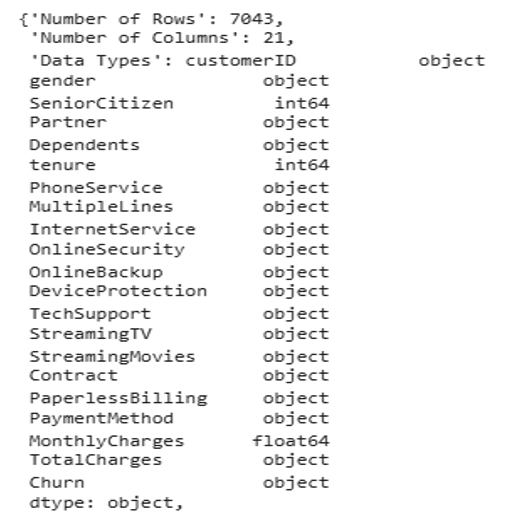 {'Number of Rows': 7043,
'Number of Columns': 21,
'Data Types': customerID object
gender object
SeniorCitizen int64
Partner object
Dependents object
tenure int64
PhoneService object
MultipleLines object
InternetService object
OnlineSecurity object
OnlineBackup object
DeviceProtection object
TechSupport object
StreamingTV object
StreamingMovies object
Contract object
PaperlessBilling object
PaymentMethod object
MonthlyCharges float64
TotalCharges object
Churn object
dtype: object,